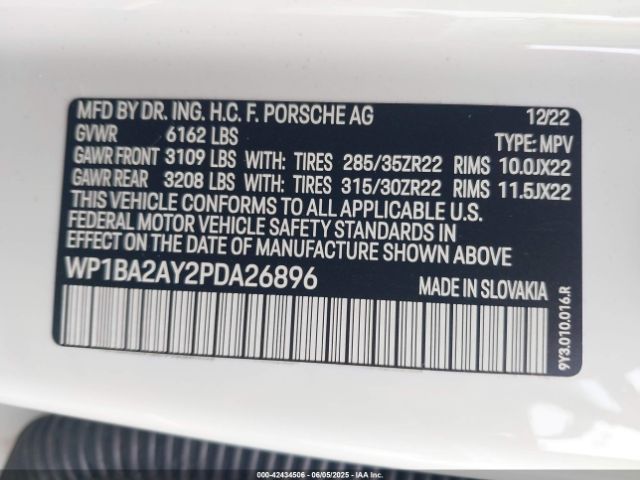 MFD BY DR. ING. H.C. F. PORSCHE AG 12/22
GVWR 6162 LBS TYPE: MPV
GAWR FRONT 3109 LBS WITH: TIRES 285/35ZR22 RIMS 10.0JX22
GAWR REAR 3208 LBS WITH: TIRES 315/30ZR22 RIMS 11.5JX22
THIS VEHICLE CONFORMS TO ALL APPLICABLE U.S.
FEDERAL MOTOR VEHICLE SAFETY STANDARDS IN
EFFECT ON THE DATE OF MANUFACTURE SHOWN ABOVE
WP1BA2AY2PDA26896 MADE IN SLOVAKIA
9Y3.010.016.R
000-42434506 - 06/05/2025 - IAA Inc.